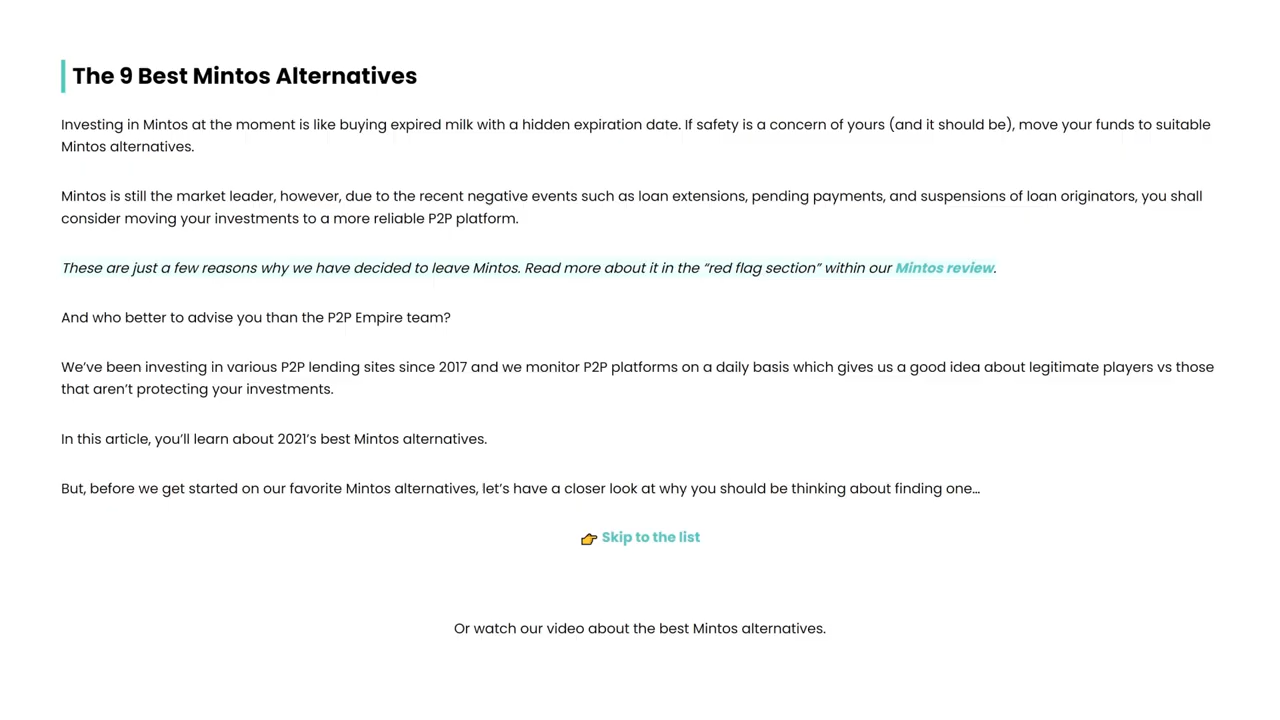 The 9 Best Mintos Alternatives
Investing in Mintos at the moment is like buying expired milk with a hidden expiration date. If safety is a concern of yours (and it should be), move your funds to suitable
Mintos alternatives.
Mintos is still the market leader, however, due to the recent negative events such as loan extensions, pending payments, and suspensions of loan originators, you shall
consider moving your investments to a more reliable P2P platform.
These are just a few reasons why we have decided to leave Mintos. Read more about it in the “red flag section” within our Mintos review.
And who better to advise you than the P2P Empire team?
We’ve been investing in various P2P lending sites since 2017 and we monitor P2P platforms on a daily basis which gives us a good idea about legitimate players vs those
that aren’t protecting your investments.
In this article, you’ll learn about 2021’s best Mintos alternatives.
But, before we get started on our favorite Mintos alternatives, let’s have a closer look at why you should be thinking about finding one…
👉 Skip to the list
Or watch our video about the best Mintos alternatives.